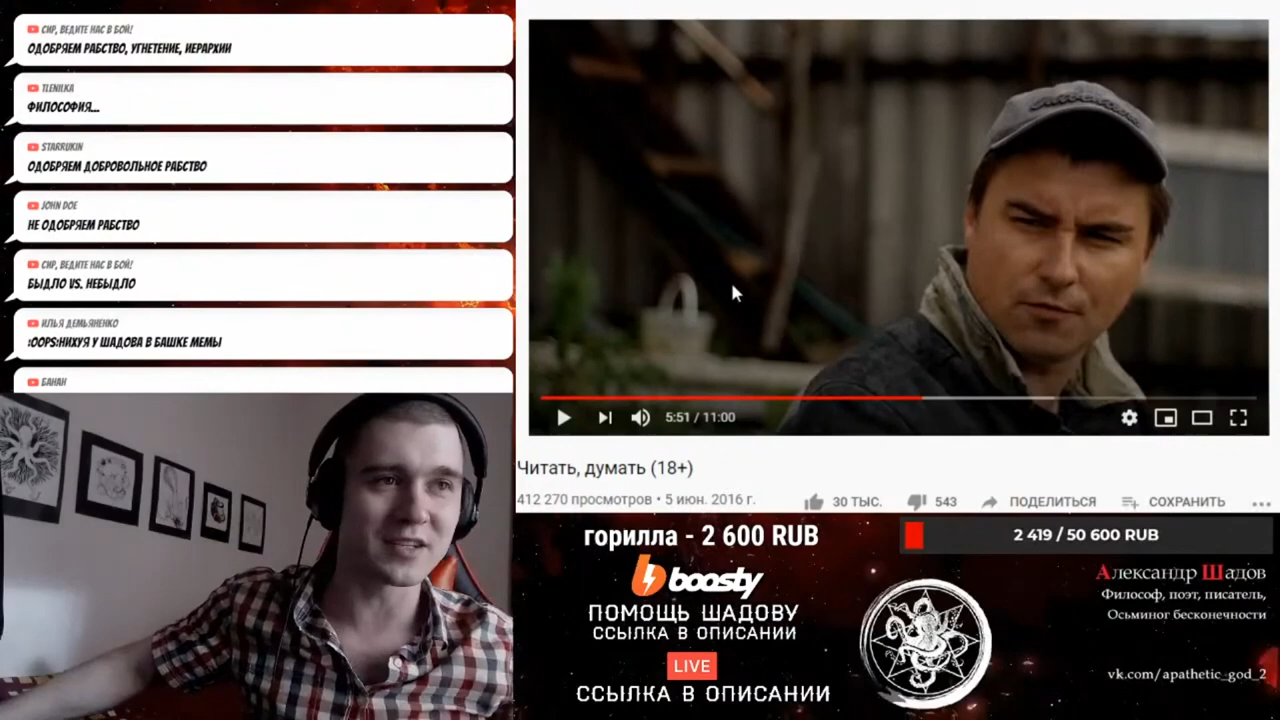 СИР, ВЕДИТЕ НАС В БОЙ!
ОДОБРЯЕМ РАБСТВО, УГНЕТЕНИЕ, ИЕРАРХИИ
TLENILKA
ФИЛОСОФИЯ...
STARRUKIN
ОДОБРЯЕМ ДОБРОВОЛЬНОЕ РАБСТВО
JOHN DOE
НЕ ОДОБРЯЕМ РАБСТВО
СИР, ВЕДИТЕ НАС В БОЙ!
БЫДЛО VS. НЕБЫДЛО
ИЛЬЯ ДЕМЬЯНЕНКО
:OOPS:НИХУЯ У ШАДОВА В БАШКЕ МЕМЫ
БАНАН
5:51 / 11:00
Читать, думать (18+)
412 270 просмотров • 5 июн. 2016 г.
30 ТЫС.
543
ПОДЕЛИТЬСЯ
СОХРАНИТЬ
горилла - 2 600 RUB
boosty
ПОМОЩЬ ШАДОВУ
ССЫЛКА В ОПИСАНИИ
LIVE
ССЫЛКА В ОПИСАНИИ
2 419 / 50 600 RUB
Александр Шадов
Философ, поэт, писатель,
Осьминог бесконечности
vk.com/apathetic_god_2